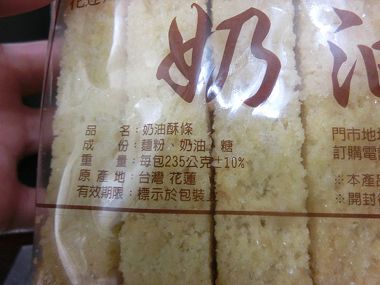 花蓮
奶油
品　名：奶油酥條
成　份：麵粉、奶油、糖
重　量：每包235公克±10%
原 產 地：台灣 花蓮
有效期限：標示於包裝上
門市地
訂購電
※本產
※開封